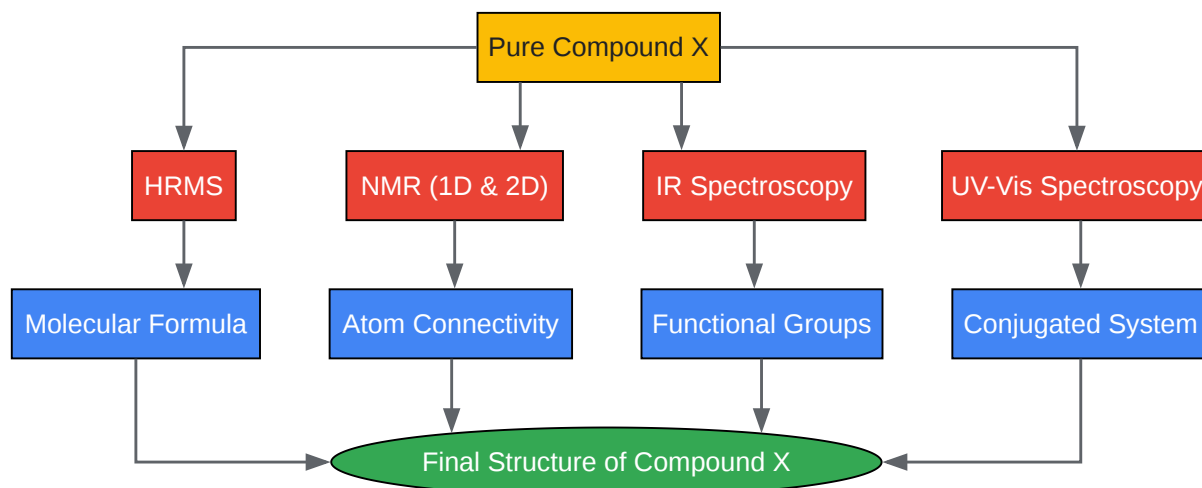 Pure Compound X
HRMS
NMR (1D & 2D)
IR Spectroscopy
UV-Vis Spectroscopy
Molecular Formula
Atom Connectivity
Functional Groups
Conjugated System
Final Structure of Compound X